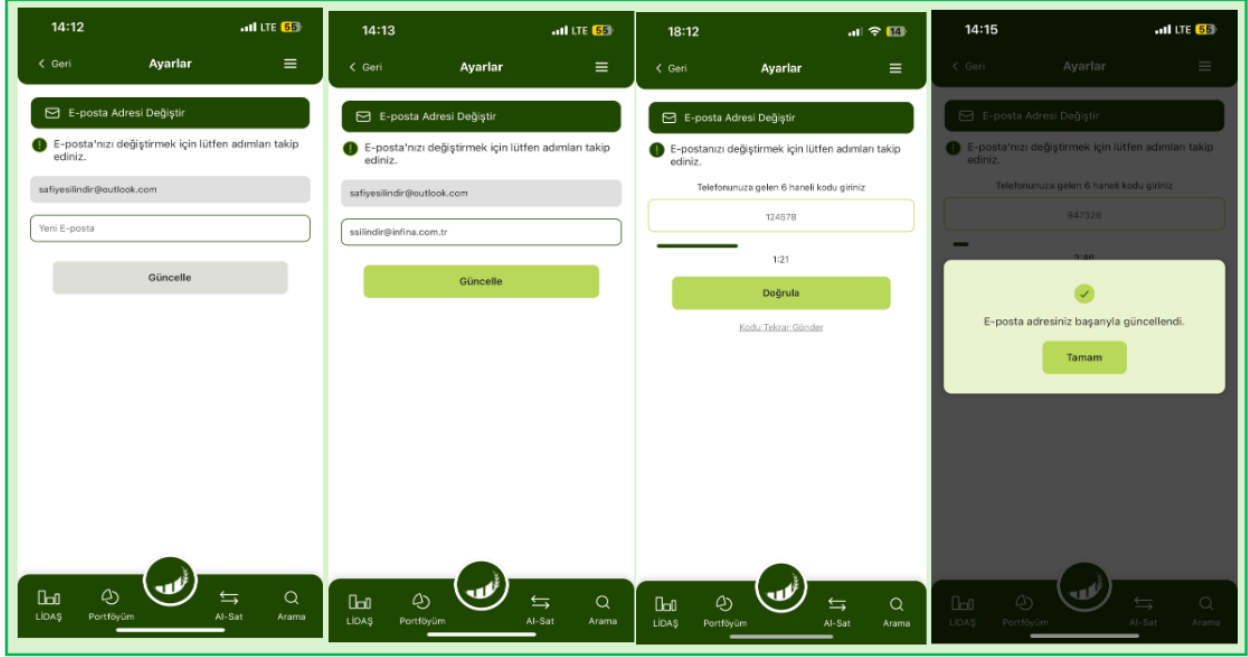 14:12
LTE 55
Geri
Ayarlar
E-posta Adresi Değiştir
E-posta'nızı değiştirmek için lütfen adımları takip
ediniz.
safiyesilindir@outlook.com
Yeni E-posta
Güncelle
LİDAŞ
Portföyüm
Al-Sat
Arama
14:13
LTE 55
Geri
Ayarlar
E-posta Adresi Değiştir
E-posta'nızı değiştirmek için lütfen adımları takip
ediniz.
safiyesilindir@outlook.com
ssilindir@infina.com.tr
Güncelle
LİDAŞ
Portföyüm
Al-Sat
Arama
18:12
14
Geri
Ayarlar
E-posta Adresi Değiştir
E-postanızı değiştirmek için lütfen adımları takip
ediniz.
Telefonunuza gelen 6 haneli kodu giriniz
124678
1:21
Doğrula
Kodu Tekrar Gönder
LİDAŞ
Portföyüm
Al-Sat
Arama
14:15
LTE 55
Geri
Ayarlar
E-posta Adresi Değiştir
E-posta'nızı değiştirmek için lütfen adımları takip
ediniz.
Telefonunuza gelen 6 haneli kodu giriniz
947326
E-posta adresiniz başarıyla güncellendi.
Tamam
LİDAŞ
Portföyüm
Al-Sat
Arama